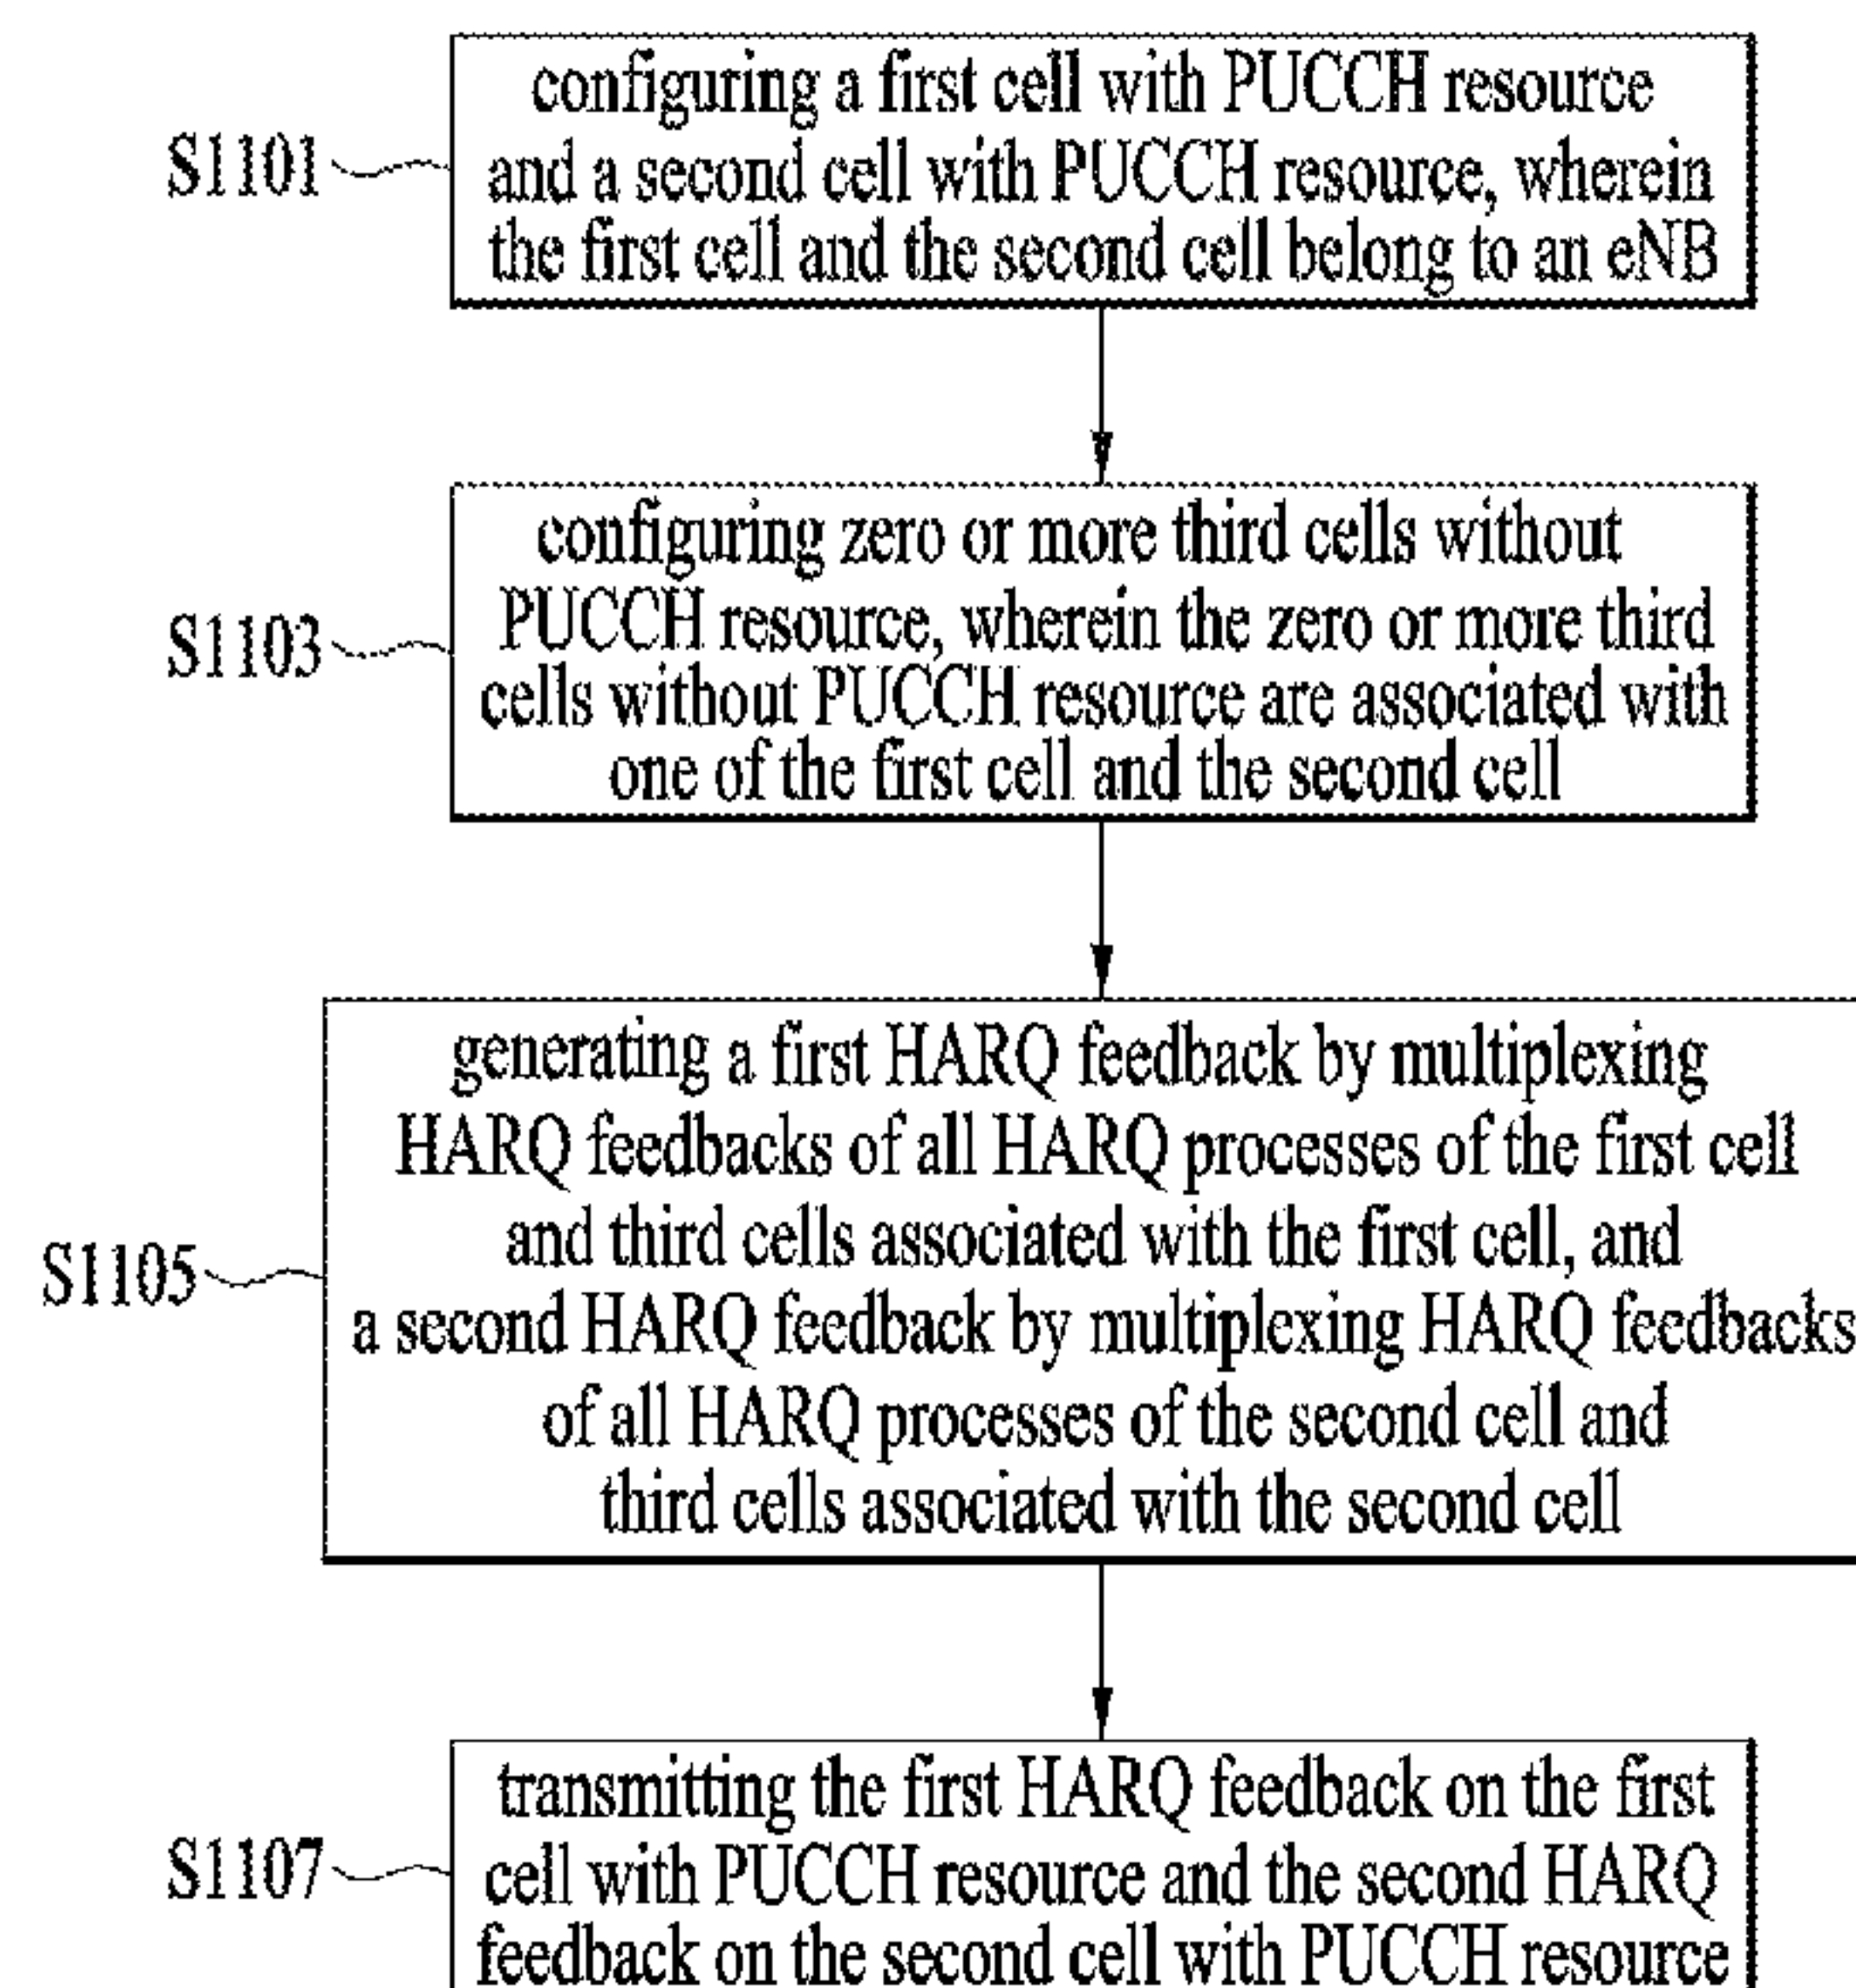 configuring a first cell with PUCCH resource
S1101
and a second cell with PUCCH resource, wherein
the first cell and the second cell belong to an eNB
configuring zero or more third cells without
S1103
PUCCH resource, wherein the zero or more third
cells without PUCCH resource are associated with
one of the first cell and the second cell
generating a first HARQ feedback by multiplexing
HARQ feedbacks of all HARQ processes of the first cell
and third cells associated with the first cell, and
S1105
a second HARQ feedback by multiplexing HARQ feedbacks
of all HARQ processes of the second cell and
third cells associated with the second cell
transmitting the first HARQ feedback on the first
S1107
cell with PUCCH resource and the second HARQ
feedback on the second cell with PUCCH resource